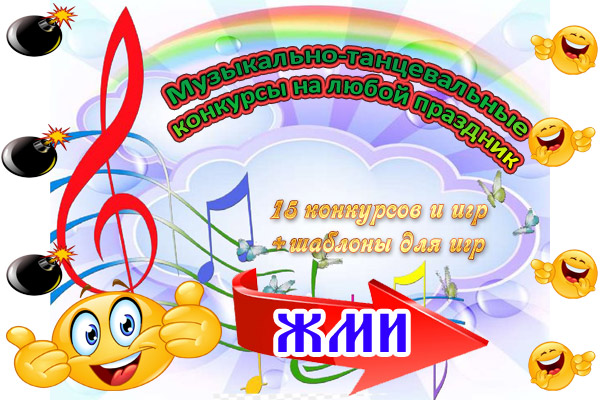 Музыкально-танцевальные
конкурсы на любой праздник
15 конкурсов и игр
+ шаблоны для игр
ЖМИ